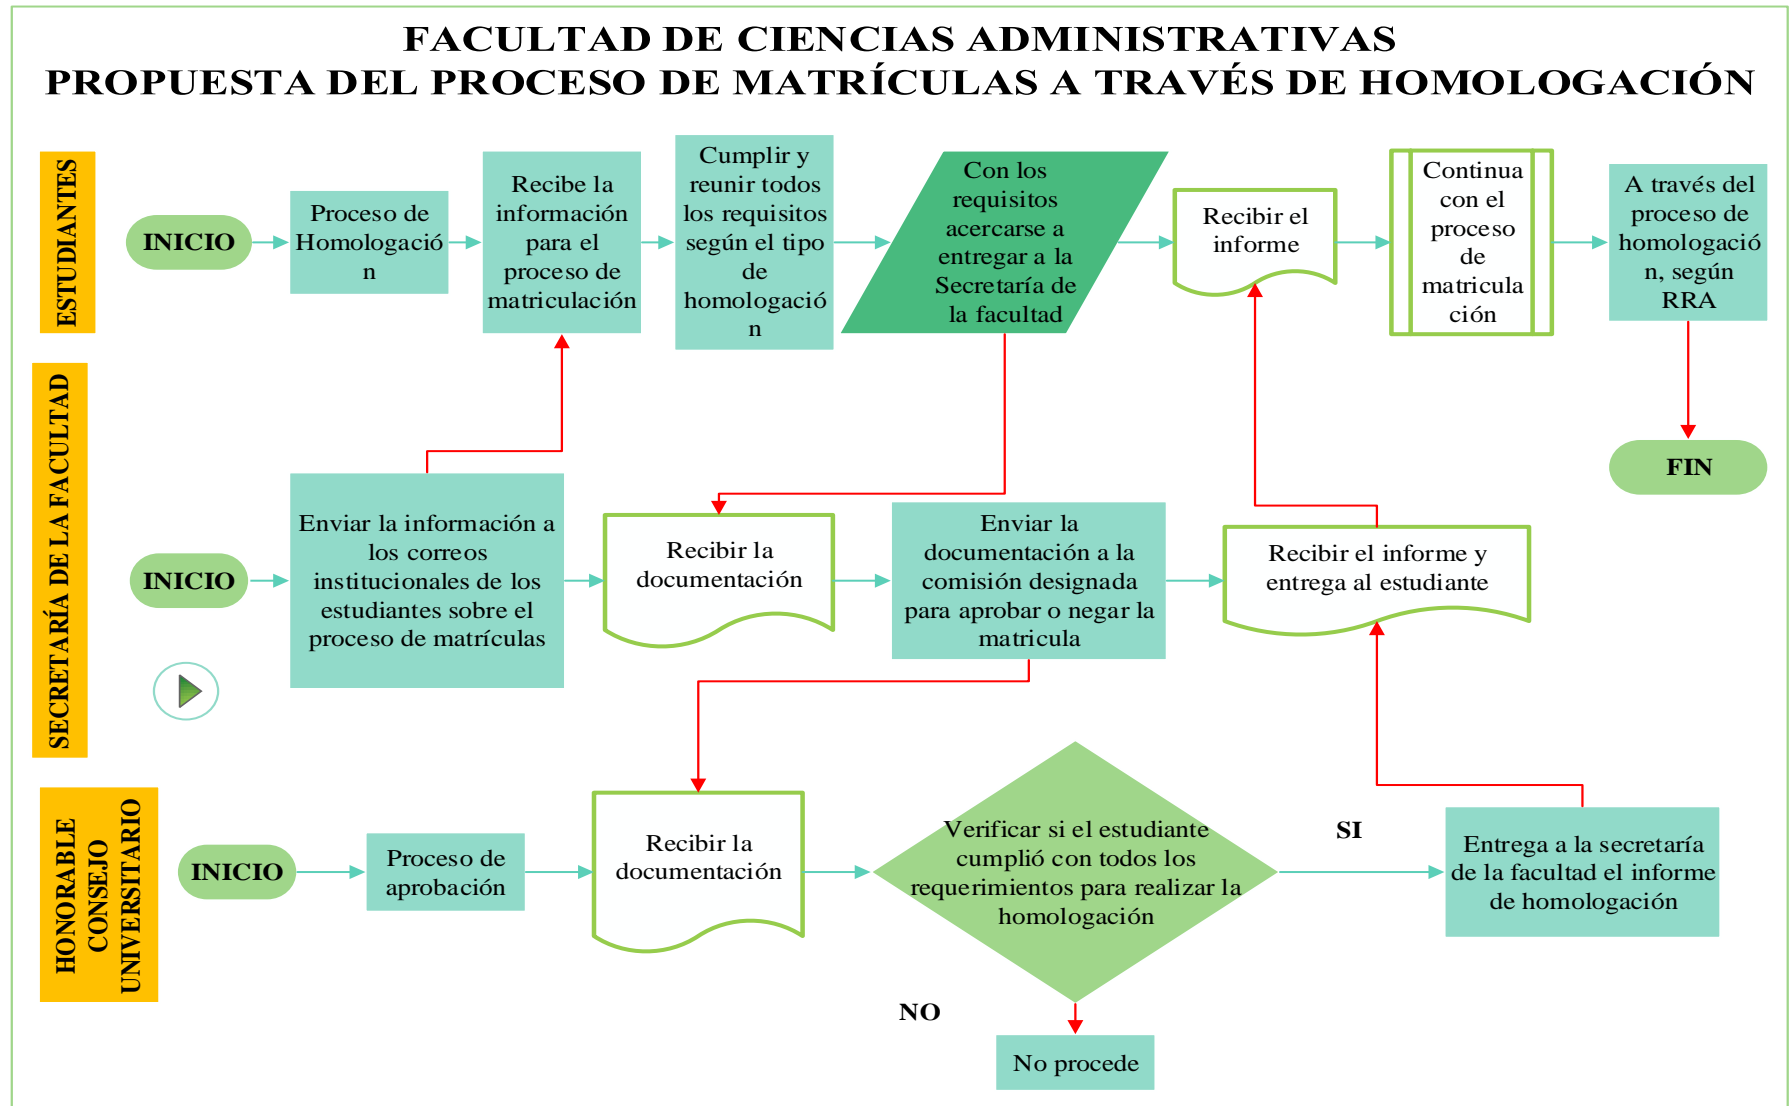 FACULTAD DE CIENCIAS ADMINISTRATIVAS
PROPUESTA DEL PROCESO DE MATRÍCULAS A TRAVÉS DE HOMOLOGACIÓN
ESTUDIANTES
INICIO
Proceso de
Homologació
n
Recibe la
información
para el
proceso de
matriculación
Cumplir y
reunir todos
los requisitos
según el tipo
de
homologació
n
Con los
requisitos
acercarse a
entregar a la
Secretaría de
la facultad
Recibir el
informe
Continua
con el
proceso
de
matricula
ción
A través del
proceso de
homologació
n, según
RRA
FIN
SECRETARÍA DE LA FACULTAD
INICIO
Enviar la información a
los correos
institucionales de los
estudiantes sobre el
proceso de matrículas
Recibir la
documentación
Enviar la
documentación a la
comisión designada
para aprobar o negar la
matricula
Recibir el informe y
entrega al estudiante
HONORABLE
CONSEJO
UNIVERSITARIO
INICIO
Proceso de
aprobación
Recibir la
documentación
Verificar si el estudiante
cumplió con todos los
requerimientos para realizar la
homologación
SI
Entrega a la secretaría
de la facultad el informe
de homologación
NO
No procede